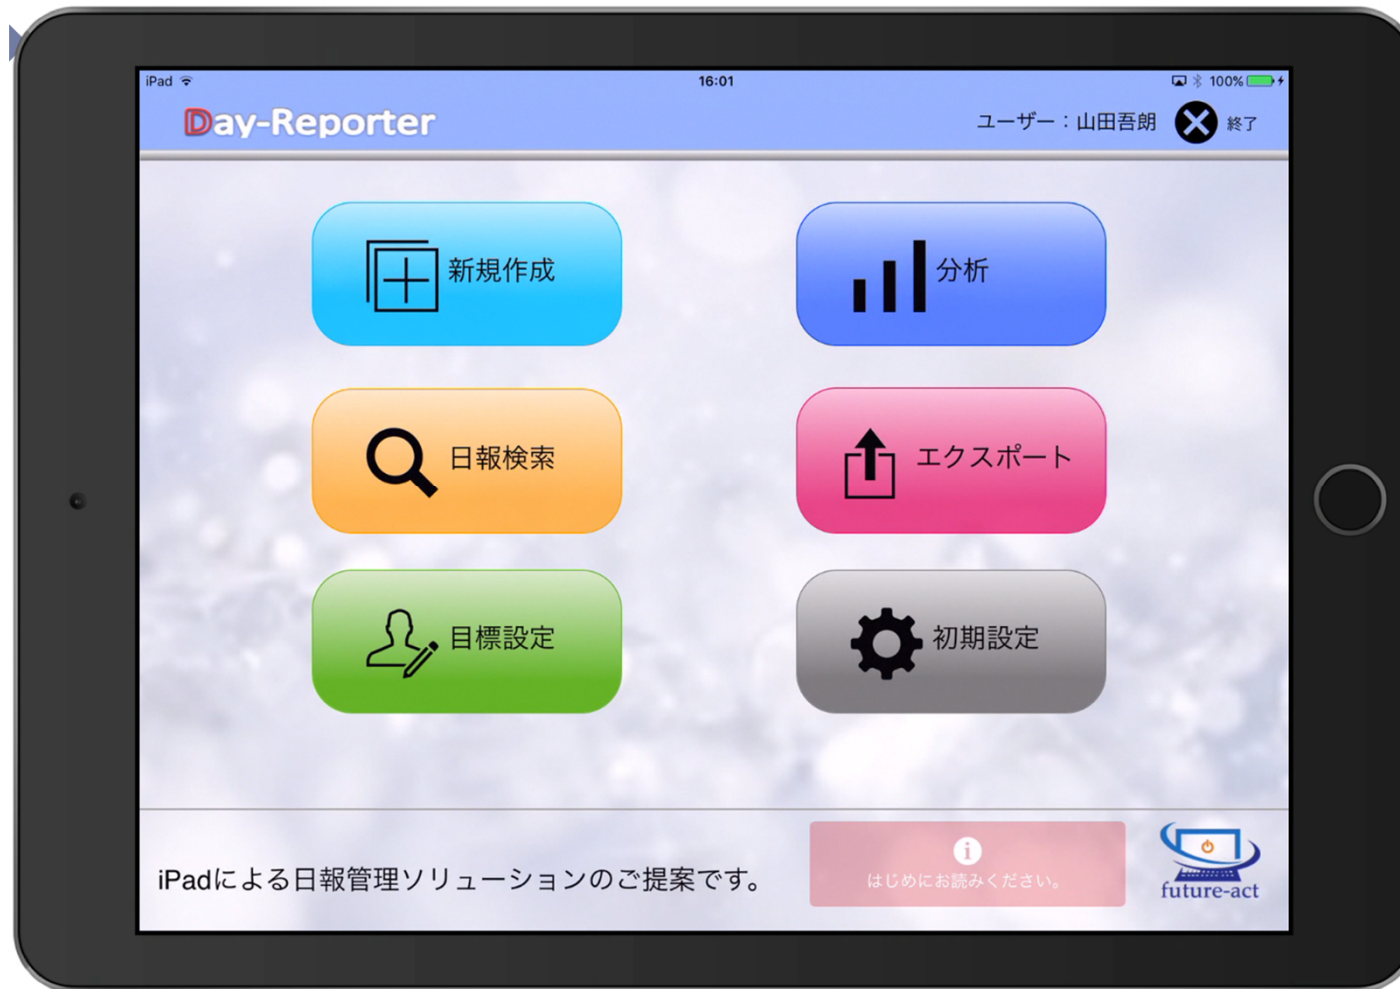 iPad
16:01
100%
Day-Reporter
ユーザー：山田吾朗
終了
新規作成
分析
日報検索
エクスポート
目標設定
初期設定
iPadによる日報管理ソリューションのご提案です。
はじめにお読みください。
future-act